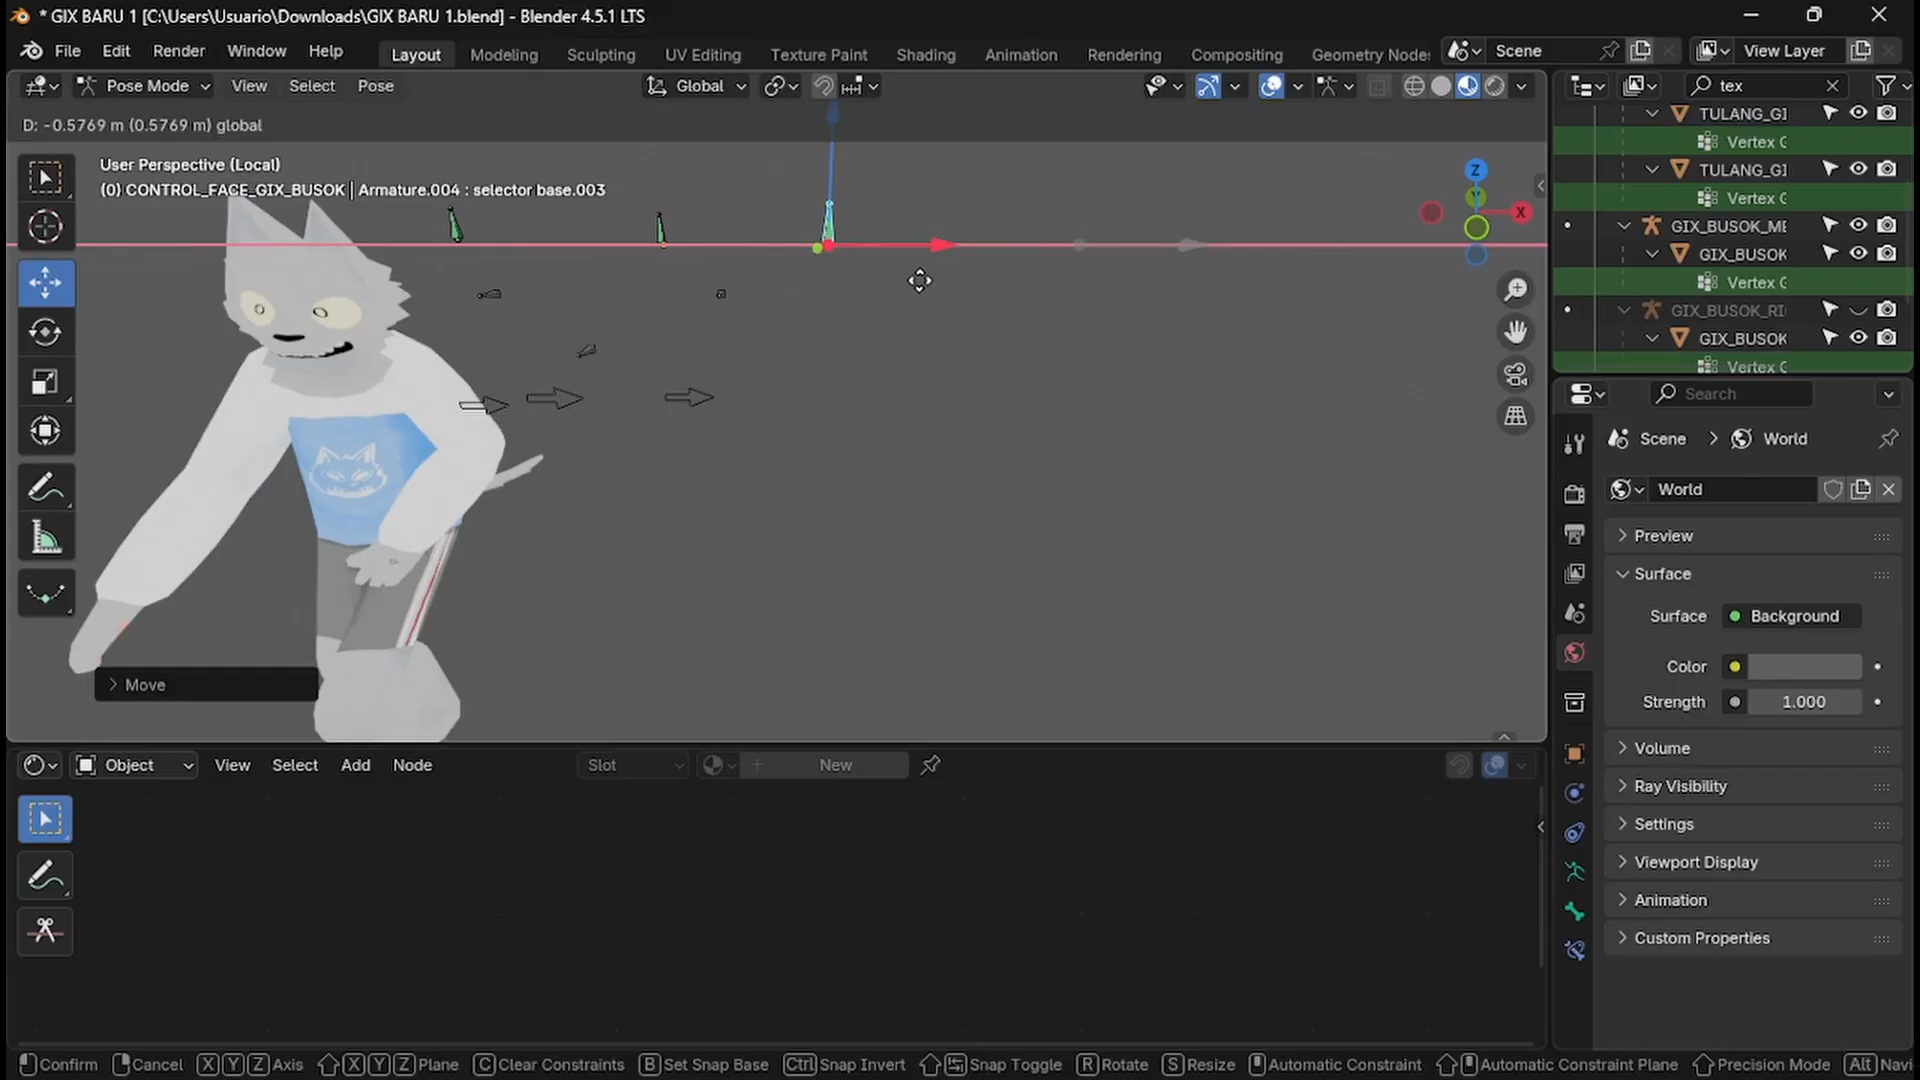 * GIX BARU 1 [C:\Users\Usuario\Downloads\GIX BARU 1.blend] - Blender 4.5.1 LTS
File Edit Render Window Help Layout Modeling Sculpting UV Editing Texture Paint Shading Animation Rendering Compositing Geometry Node: Scene View Layer
Pose Mode View Select Pose Global tex
D: -0.5769 m (0.5769 m) global
User Perspective (Local)
(0) CONTROL_FACE_GIX_BUSOK | Armature.004 : selector base.003
Z
Y
X
TULANG_GI
Vertex G
TULANG_GI
Vertex G
GIX_BUSOK_ME
GIX_BUSOK
Vertex G
GIX_BUSOK_RI
GIX_BUSOK
Vertex G
Search
Scene > World
World
Preview
Surface
Surface Background
Color
Strength 1.000
Volume
Ray Visibility
Settings
Viewport Display
Animation
Custom Properties
Move
Object View Select Add Node Slot New
Confirm Cancel X Y Z Axis X Y Z Plane C Clear Constraints B Set Snap Base Ctrl Snap Invert Snap Toggle R Rotate S Resize Automatic Constraint Automatic Constraint Plane Precision Mode Alt Navi